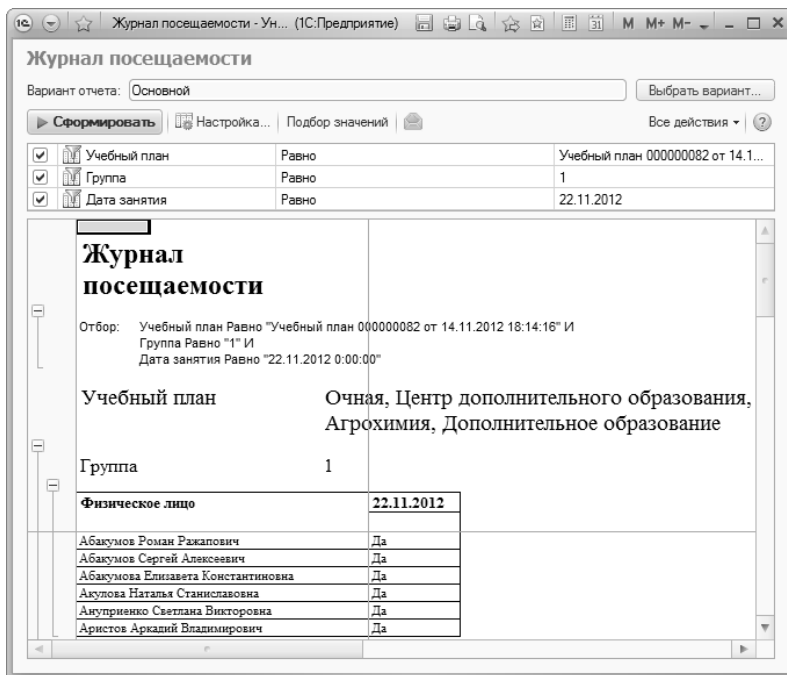 Журнал посещаемости - Ун... (1С:Предприятие) 31 M M+ M-
Журнал посещаемости
Вариант отчета: Основной Выбрать вариант...
Сформировать Настройка... Подбор значений Все действия ?
Учебный план Равно Учебный план 000000082 от 14.1...
Группа Равно 1
Дата занятия Равно 22.11.2012
Журнал
посещаемости
Отбор: Учебный план Равно "Учебный план 000000082 от 14.11.2012 18:14:16" И
Группа Равно "1" И
Дата занятия Равно "22.11.2012 0:00:00"
Учебный план Очная, Центр дополнительного образования,
Агрохимия, Дополнительное образование
Группа 1
Физическое лицо 22.11.2012
Абакумов Роман Ражапович Да
Абакумов Сергей Алексеевич Да
Абакумова Елизавета Константиновна Да
Акулова Наталья Станиславовна Да
Ануприенко Светлана Викторовна Да
Аристов Аркадий Владимирович Да